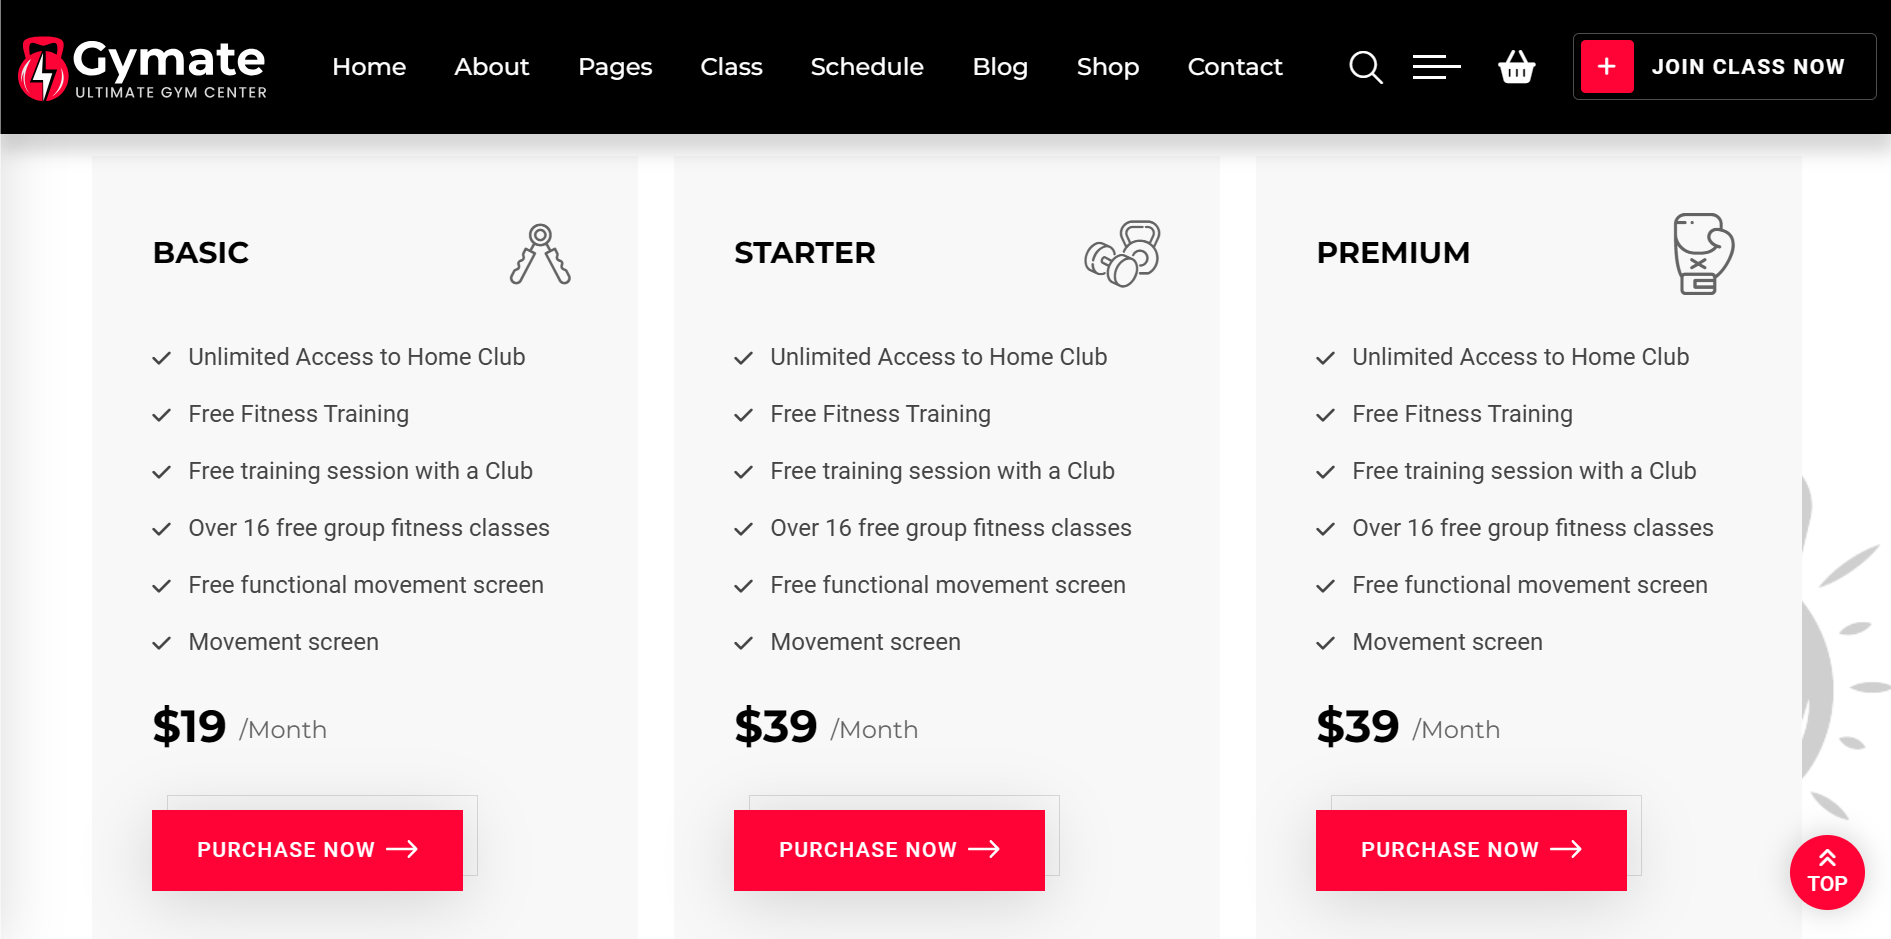 Gymate
ULTIMATE GYM CENTER
Home About Pages Class Schedule Blog Shop Contact
+ JOIN CLASS NOW
BASIC
Unlimited Access to Home Club
Free Fitness Training
Free training session with a Club
Over 16 free group fitness classes
Free functional movement screen
Movement screen
$19 /Month
PURCHASE NOW
STARTER
Unlimited Access to Home Club
Free Fitness Training
Free training session with a Club
Over 16 free group fitness classes
Free functional movement screen
Movement screen
$39 /Month
PURCHASE NOW
PREMIUM
Unlimited Access to Home Club
Free Fitness Training
Free training session with a Club
Over 16 free group fitness classes
Free functional movement screen
Movement screen
$39 /Month
PURCHASE NOW
TOP